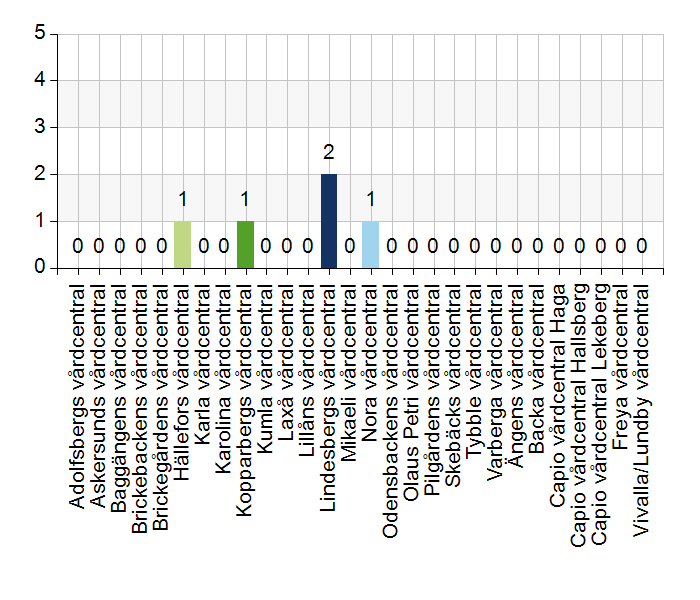 5
4
3
2
1
0
0 0 0 0 0 1 0 0 1 0 0 0 2 0 1 0 0 0 0 0 0 0 0 0 0 0 0 0
Adolfsbergs vårdcentral
Askersunds vårdcentral
Baggängens vårdcentral
Brickebackens vårdcentral
Brickegårdens vårdcentral
Hällefors vårdcentral
Karla vårdcentral
Karolina vårdcentral
Kopparbergs vårdcentral
Kumla vårdcentral
Laxå vårdcentral
Lillåns vårdcentral
Lindesbergs vårdcentral
Mikaeli vårdcentral
Nora vårdcentral
Odensbackens vårdcentral
Olaus Petri vårdcentral
Pilgårdens vårdcentral
Skebäcks vårdcentral
Tybble vårdcentral
Varberga vårdcentral
Ängens vårdcentral
Backa vårdcentral
Capio vårdcentral Haga
Capio vårdcentral Hallsberg
Capio vårdcentral Lekeberg
Freya vårdcentral
Vivalla/Lundby vårdcentral